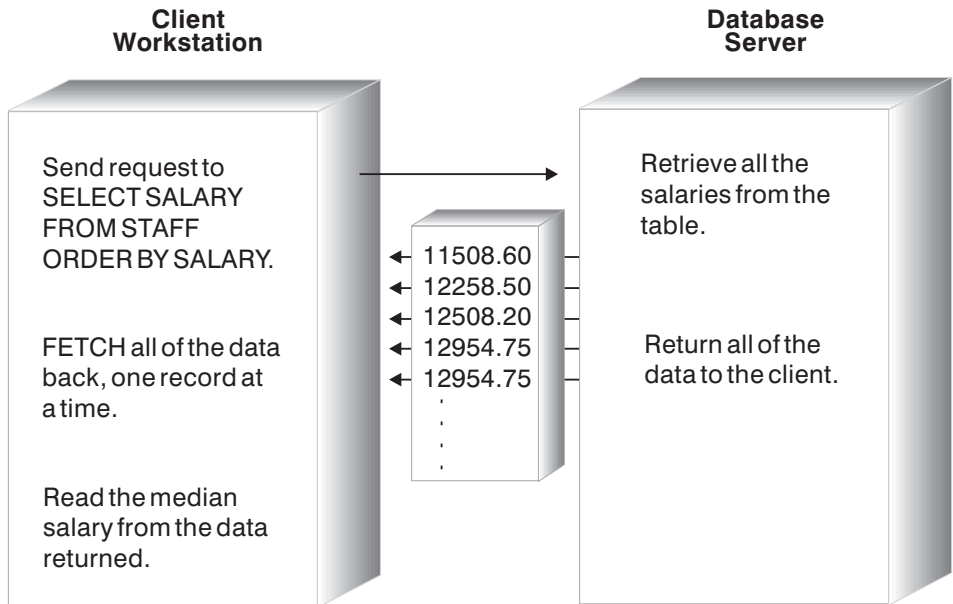 Client
Workstation
Database
Server
Send request to
SELECT SALARY
FROM STAFF
ORDER BY SALARY.
FETCH all of the data
back, one record at
a time.
Read the median
salary from the data
returned.
11508.60
12258.50
12508.20
12954.75
12954.75
Retrieve all the
salaries from the
table.
Return all of the
data to the client.